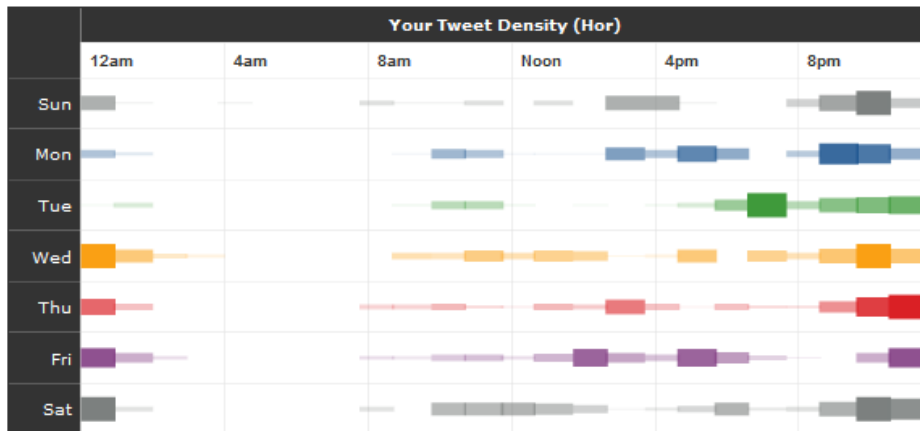 Your Tweet Density (Hor)
12am 4am 8am Noon 4pm 8pm
Sun
Mon
Tue
Wed
Thu
Fri
Sat